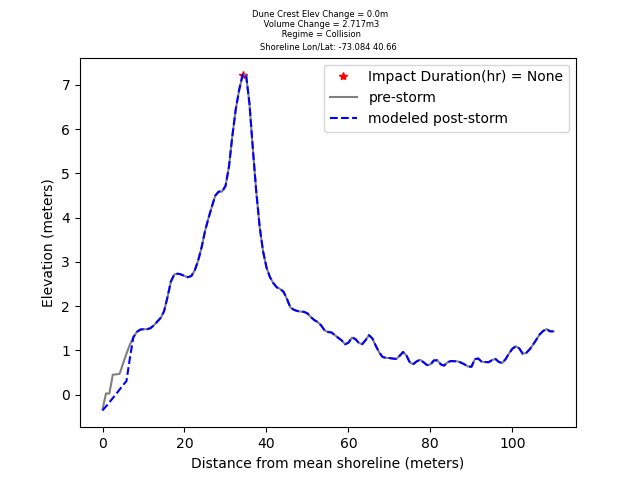 Dune Crest Elev Change = 0.0m
Volume Change = 2.717m3
Regime = Collision
Shoreline Lon/Lat: -73.084 40.66
Impact Duration(hr) = None
pre-storm
modeled post-storm
7
6
5
4
3
2
1
0
Elevation (meters)
0 20 40 60 80 100
Distance from mean shoreline (meters)